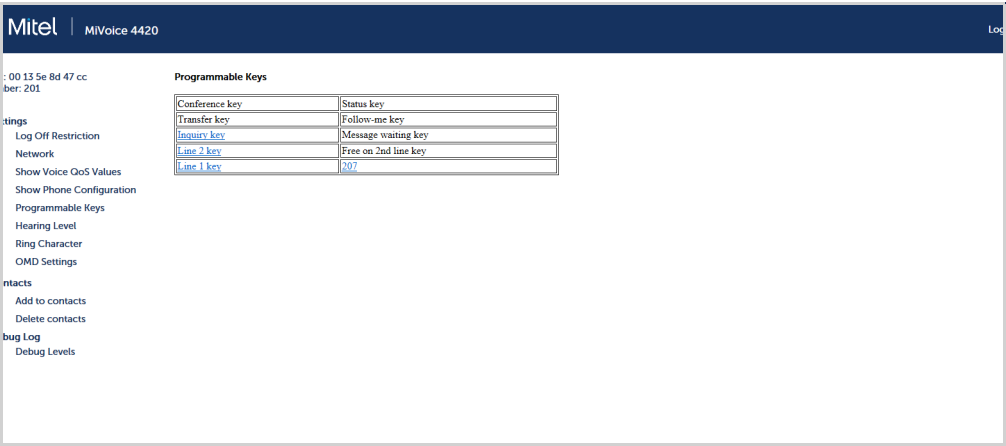 Mitel | MiVoice 4420
Log
: 00 13 5e 8d 47 cc
ber: 201
tings
Log Off Restriction
Network
Show Voice QoS Values
Show Phone Configuration
Programmable Keys
Hearing Level
Ring Character
OMD Settings
ntacts
Add to contacts
Delete contacts
bug Log
Debug Levels
Programmable Keys
Conference key Status key
Transfer key Follow-me key
Inquiry key Message waiting key
Line 2 key Free on 2nd line key
Line 1 key 207